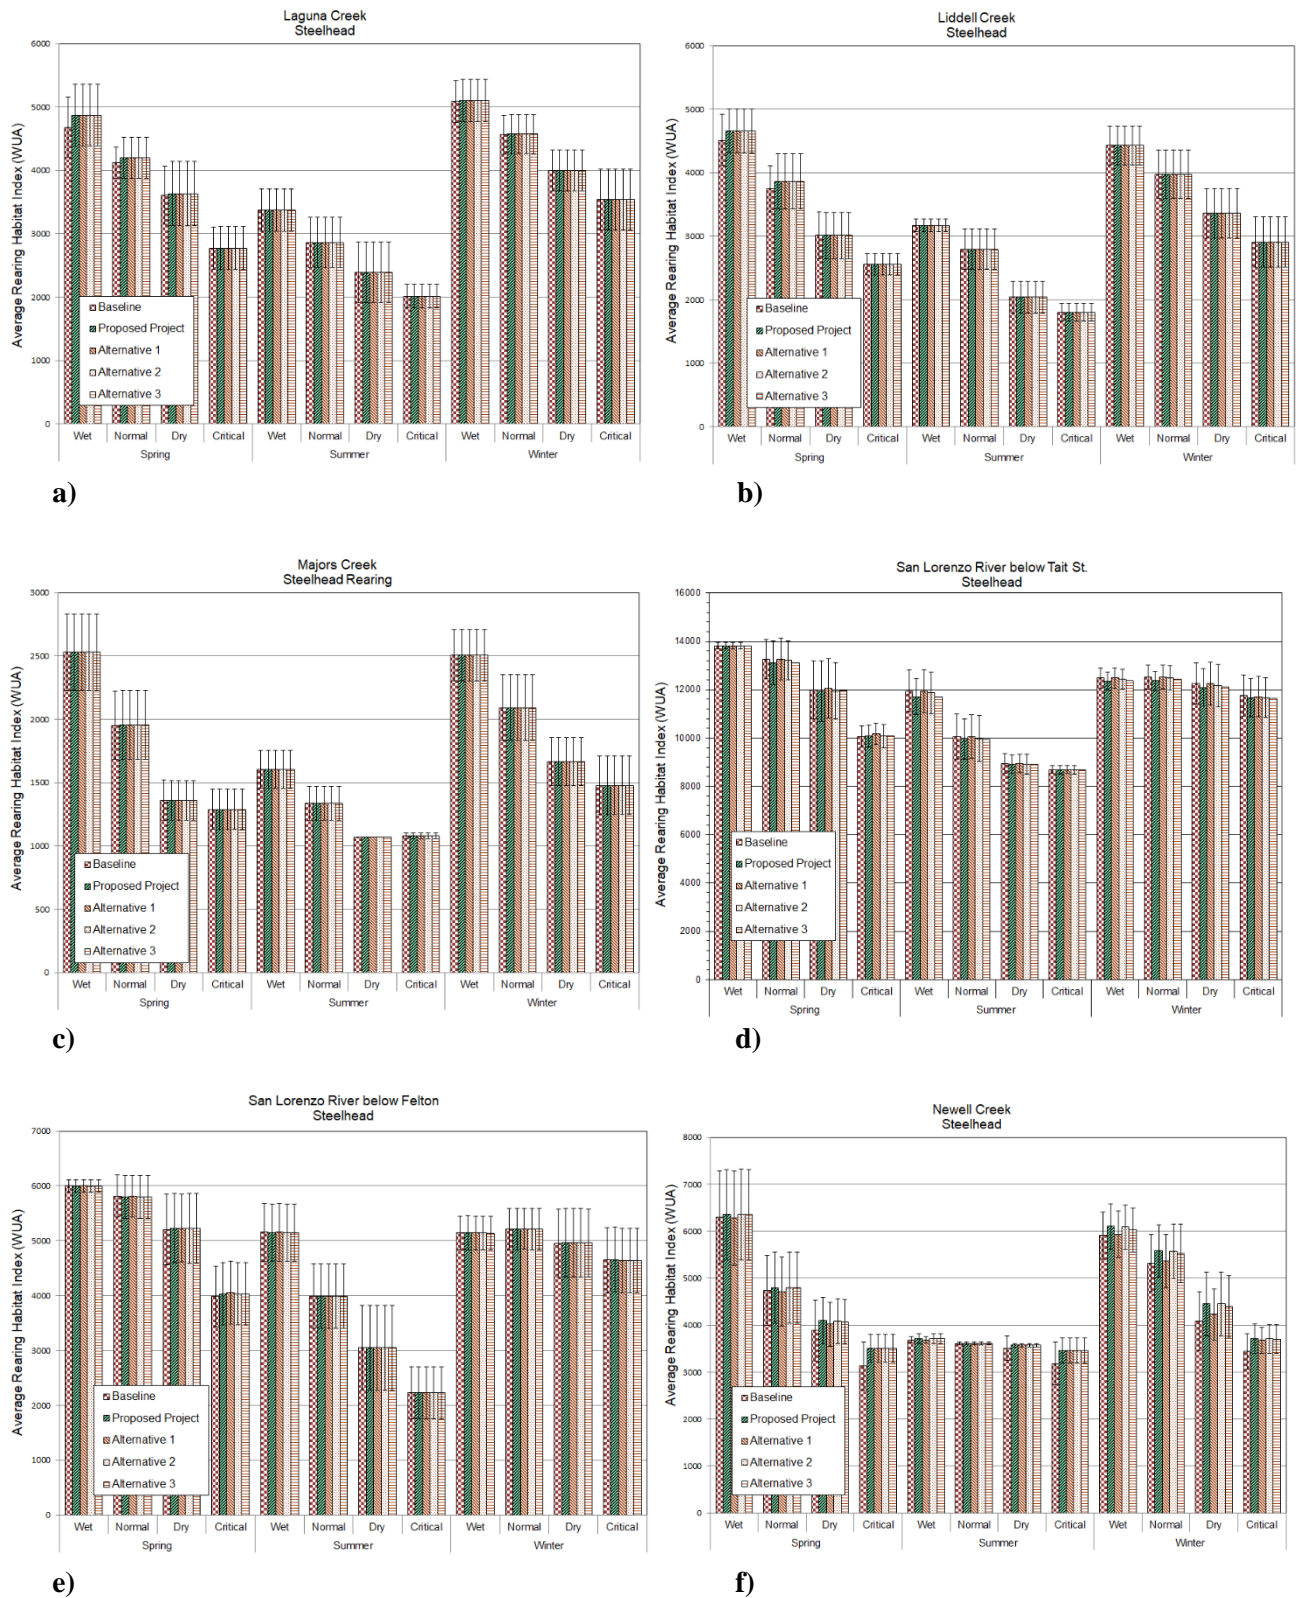 Laguna Creek
Steelhead
Average Rearing Habitat Index (WUA)
6000
5000
4000
3000
2000
1000
0
Baseline
Proposed Project
Alternative 1
Alternative 2
Alternative 3
Wet Normal Dry Critical Wet Normal Dry Critical Wet Normal Dry Critical
Spring Summer Winter
a)
Liddell Creek
Steelhead
Average Rearing Habitat Index (WUA)
6000
5000
4000
3000
2000
1000
0
Baseline
Proposed Project
Alternative 1
Alternative 2
Alternative 3
Wet Normal Dry Critical Wet Normal Dry Critical Wet Normal Dry Critical
Spring Summer Winter
b)
Majors Creek
Steelhead Rearing
Average Rearing Habitat Index (WUA)
3000
2500
2000
1500
1000
500
0
Baseline
Proposed Project
Alternative 1
Alternative 2
Alternative 3
Wet Normal Dry Critical Wet Normal Dry Critical Wet Normal Dry Critical
Spring Summer Winter
c)
San Lorenzo River below Tait St.
Steelhead
Average Rearing Habitat Index (WUA)
16000
14000
12000
10000
8000
6000
4000
2000
0
Baseline
Proposed Project
Alternative 1
Alternative 2
Alternative 3
Wet Normal Dry Critical Wet Normal Dry Critical Wet Normal Dry Critical
Spring Summer Winter
d)
San Lorenzo River below Felton
Steelhead
Average Rearing Habitat Index (WUA)
7000
6000
5000
4000
3000
2000
1000
0
Baseline
Proposed Project
Alternative 1
Alternative 2
Alternative 3
Wet Normal Dry Critical Wet Normal Dry Critical Wet Normal Dry Critical
Spring Summer Winter
e)
Newell Creek
Steelhead
Average Rearing Habitat Index (WUA)
8000
7000
6000
5000
4000
3000
2000
1000
0
Baseline
Proposed Project
Alternative 1
Alternative 2
Alternative 3
Wet Normal Dry Critical Wet Normal Dry Critical Wet Normal Dry Critical
Spring Summer Winter
f)